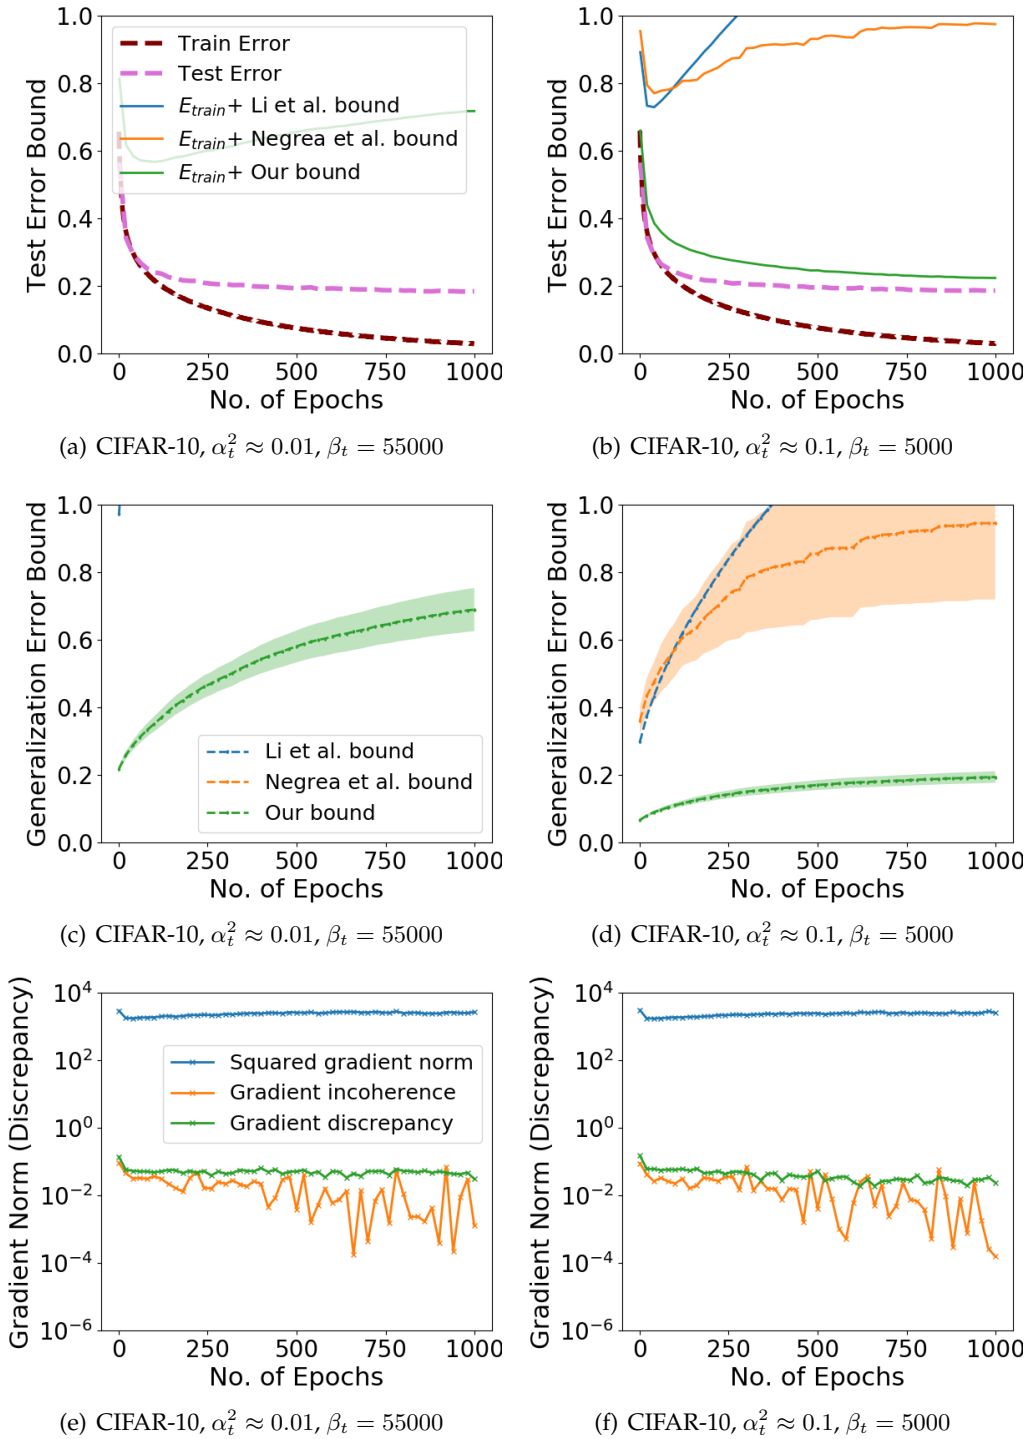 Test Error Bound
1.0
0.8
0.6
0.4
0.2
0.0
Train Error
Test Error
E_train + Li et al. bound
E_train + Negrea et al. bound
E_train + Our bound
0 250 500 750 1000
No. of Epochs
(a) CIFAR-10, α_t^2 ≈ 0.01, β_t = 55000
Test Error Bound
1.0
0.8
0.6
0.4
0.2
0.0
0 250 500 750 1000
No. of Epochs
(b) CIFAR-10, α_t^2 ≈ 0.1, β_t = 5000
Generalization Error Bound
1.0
0.8
0.6
0.4
0.2
0.0
Li et al. bound
Negrea et al. bound
Our bound
0 250 500 750 1000
No. of Epochs
(c) CIFAR-10, α_t^2 ≈ 0.01, β_t = 55000
Generalization Error Bound
1.0
0.8
0.6
0.4
0.2
0.0
0 250 500 750 1000
No. of Epochs
(d) CIFAR-10, α_t^2 ≈ 0.1, β_t = 5000
Gradient Norm (Discrepancy)
10^4
10^2
10^0
10^−2
10^−4
10^−6
Squared gradient norm
Gradient incoherence
Gradient discrepancy
0 250 500 750 1000
No. of Epochs
(e) CIFAR-10, α_t^2 ≈ 0.01, β_t = 55000
Gradient Norm (Discrepancy)
10^4
10^2
10^0
10^−2
10^−4
10^−6
0 250 500 750 1000
No. of Epochs
(f) CIFAR-10, α_t^2 ≈ 0.1, β_t = 5000